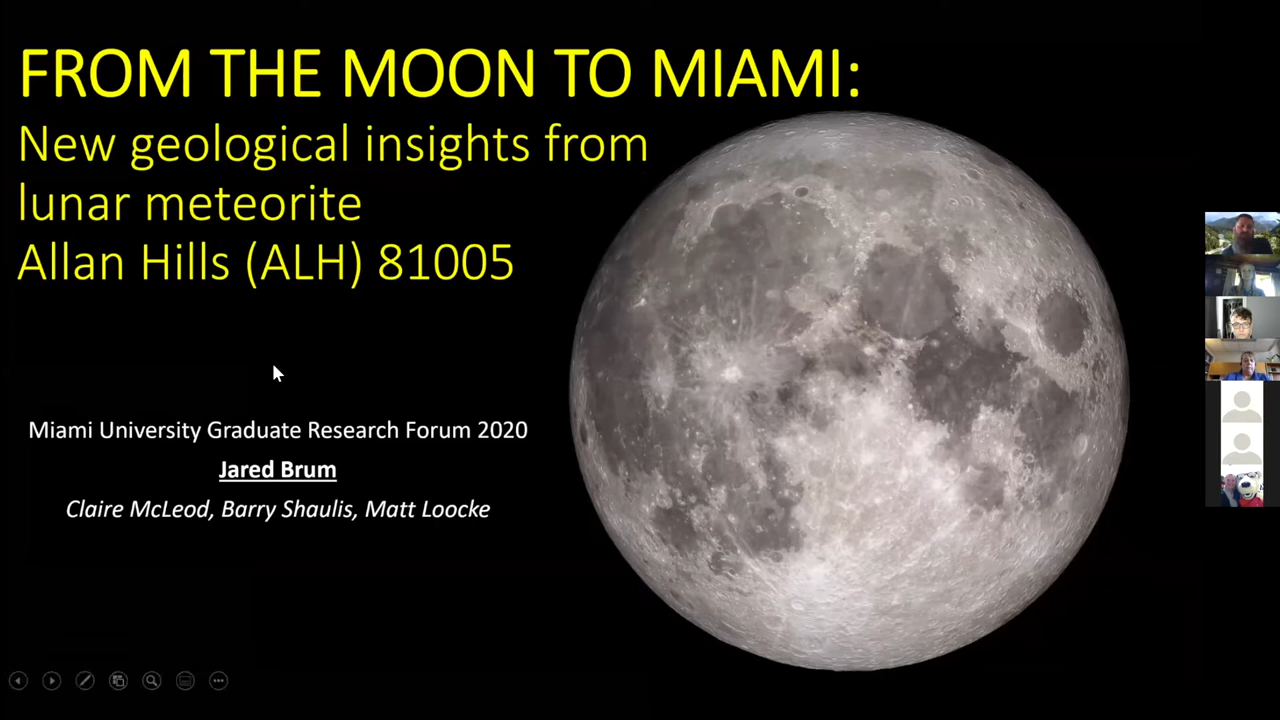 FROM THE MOON TO MIAMI:
New geological insights from
lunar meteorite
Allan Hills (ALH) 81005
Miami University Graduate Research Forum 2020
Jared Brum
Claire McLeod, Barry Shaulis, Matt Loocke